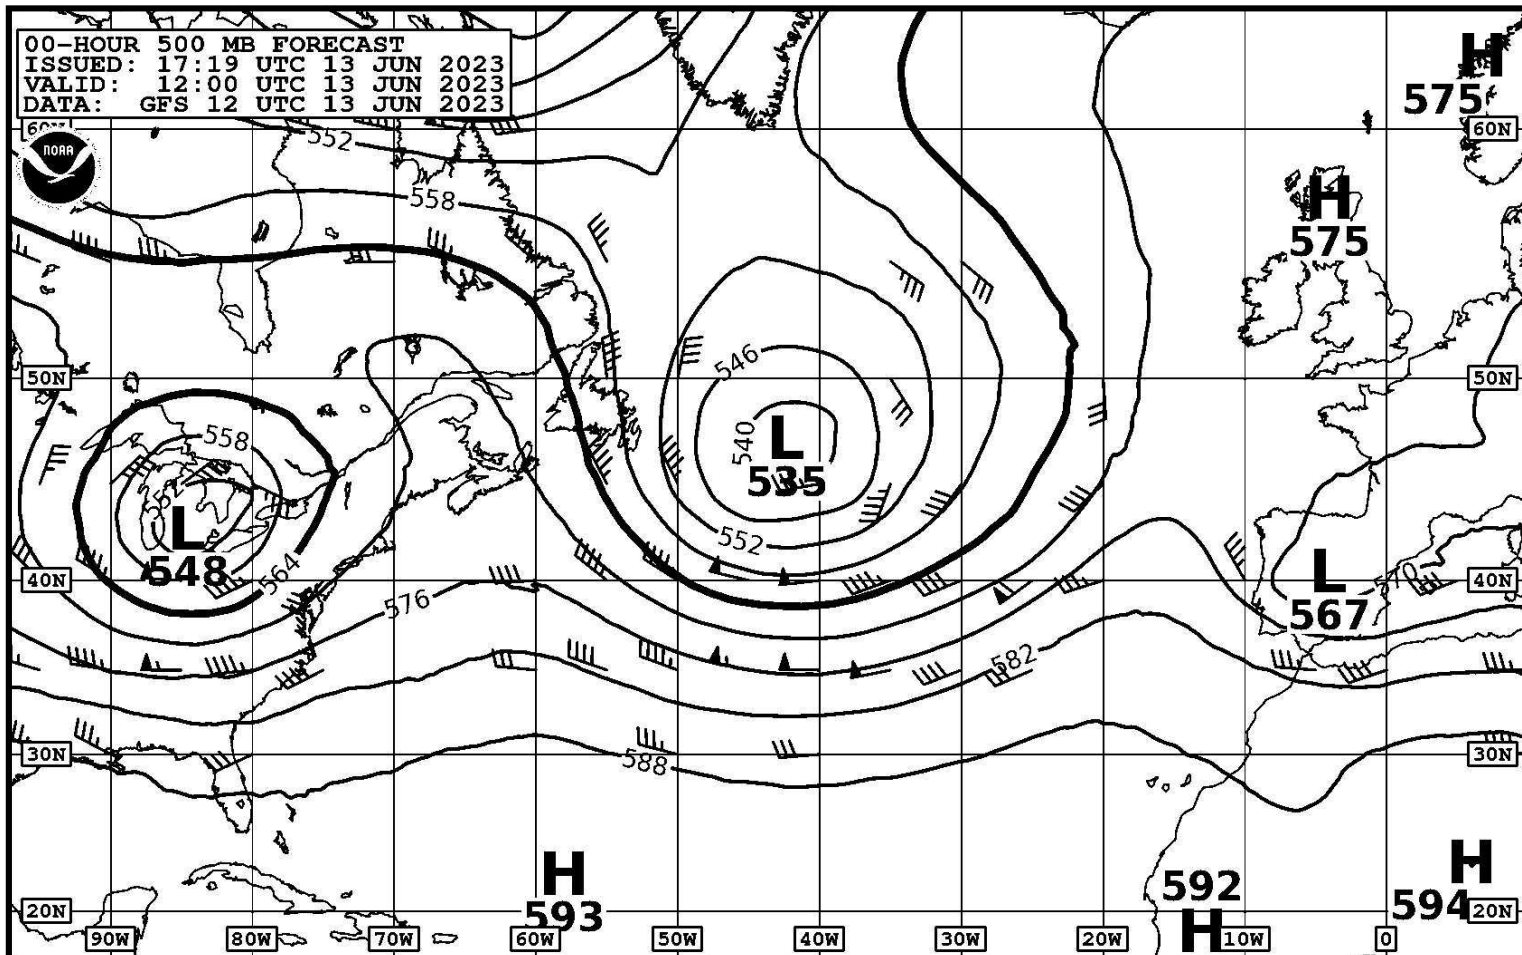 00-HOUR 500 MB FORECAST
ISSUED: 17:19 UTC 13 JUN 2023
VALID: 12:00 UTC 13 JUN 2023
DATA: GFS 12 UTC 13 JUN 2023
H
575
60N
552
60N
NOAA
558
H
575
546
50N
50N
558
540
L
535
552
L
548
564
552
40N
576
L
567
570
40N
582
30N
588
30N
H
593
592
H
H
594
20N
20N
90W
80W
70W
60W
50W
40W
30W
20W
10W
0